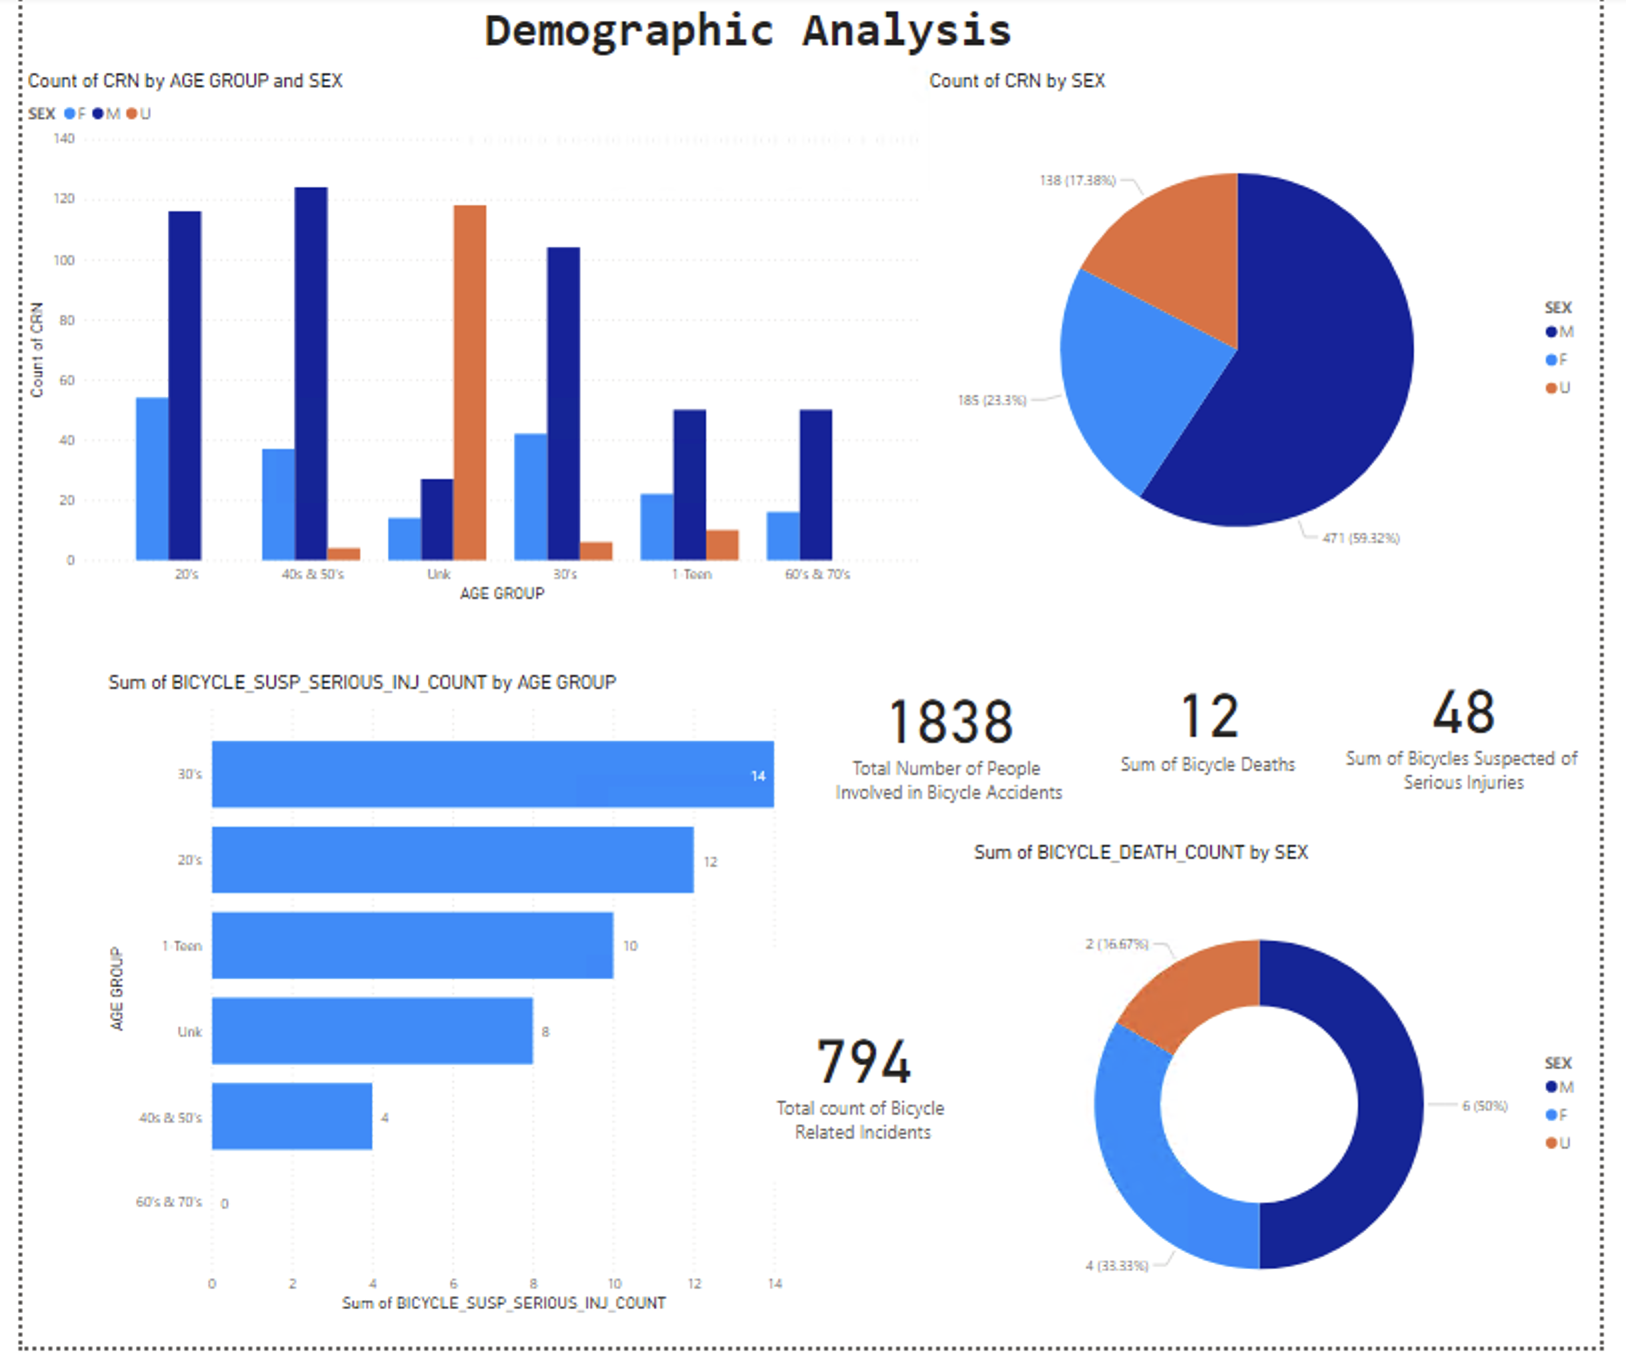 Demographic Analysis
Count of CRN by AGE GROUP and SEX
SEX F M U
140
120
100
80
60
40
20
0
Count of CRN
20's 40s & 50's Unk 30's 1-Teen 60's & 70's
AGE GROUP
Count of CRN by SEX
138 (17.38%)
185 (23.3%)
471 (59.32%)
SEX
M
F
U
Sum of BICYCLE_SUSP_SERIOUS_INJ_COUNT by AGE GROUP
AGE GROUP
30's 14
20's 12
1-Teen 10
Unk 8
40s & 50's 4
60's & 70's 0
0 2 4 6 8 10 12 14
Sum of BICYCLE_SUSP_SERIOUS_INJ_COUNT
1838
Total Number of People
Involved in Bicycle Accidents
12
Sum of Bicycle Deaths
48
Sum of Bicycles Suspected of
Serious Injuries
794
Total count of Bicycle
Related Incidents
Sum of BICYCLE_DEATH_COUNT by SEX
2 (16.67%)
6 (50%)
4 (33.33%)
SEX
M
F
U